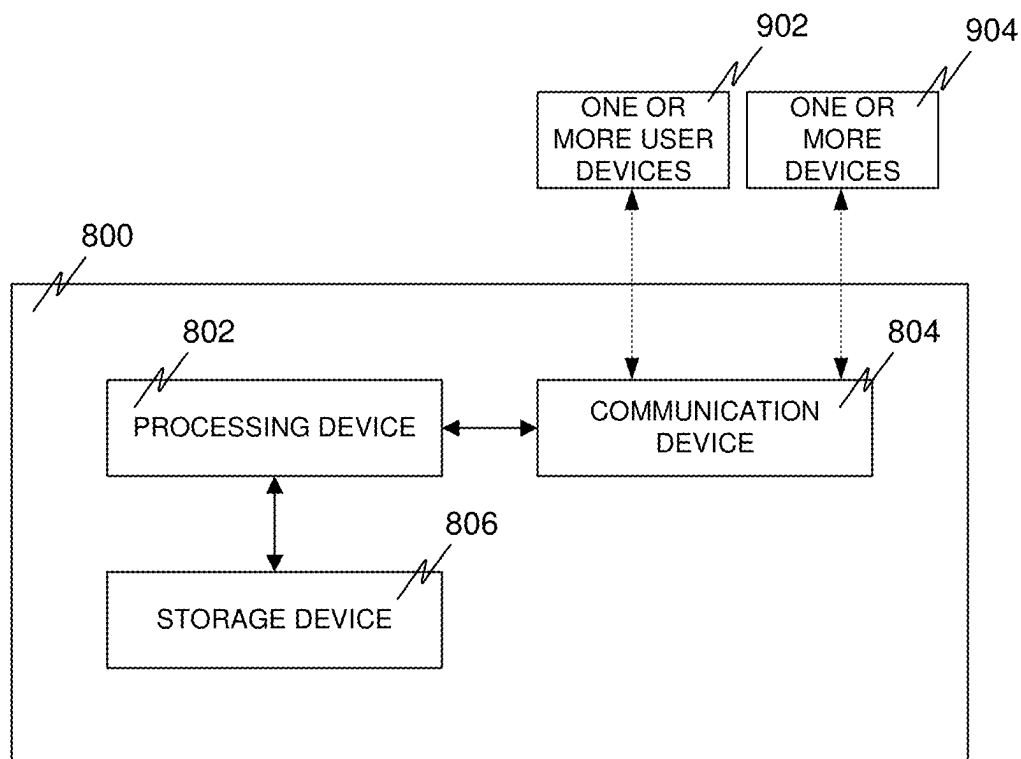 902
904
ONE OR
MORE USER
DEVICES
ONE OR
MORE
DEVICES
800
802
804
PROCESSING DEVICE
COMMUNICATION
DEVICE
806
STORAGE DEVICE